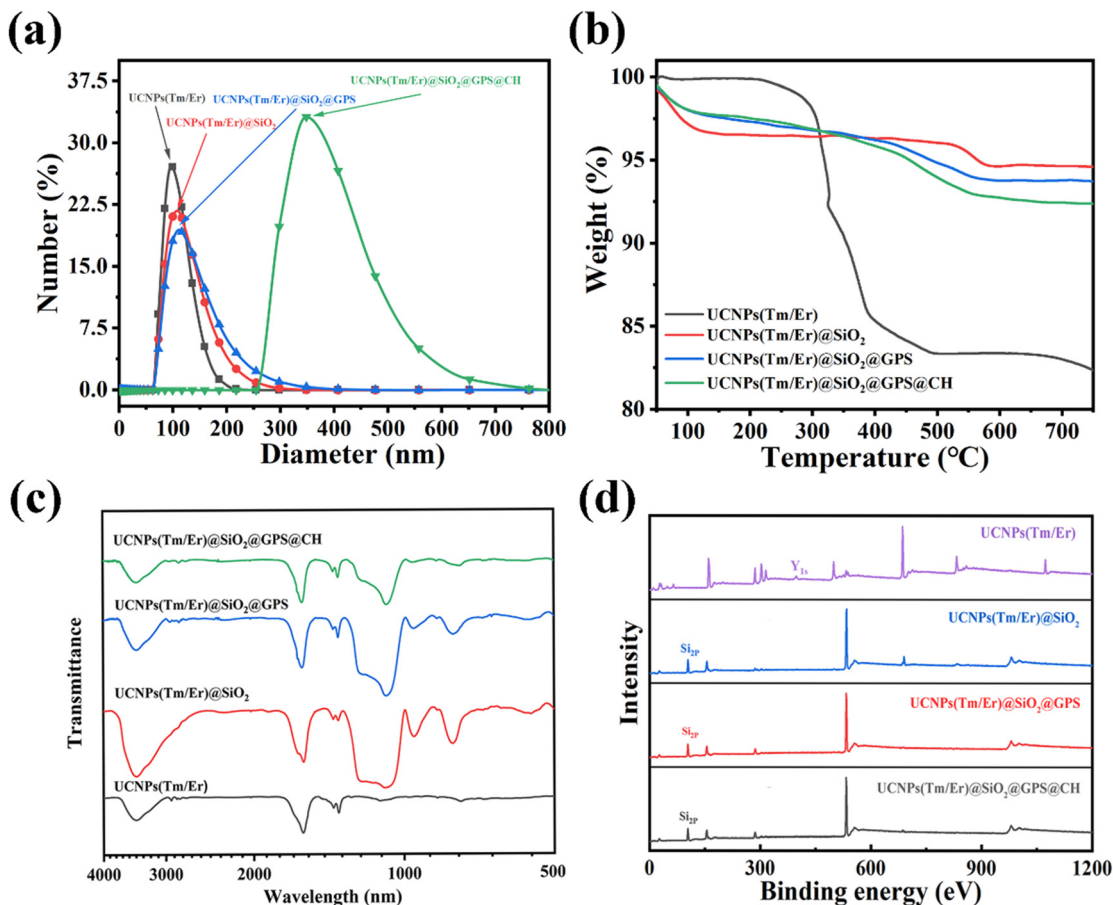 (a)
37.5
30.0
22.5
15.0
7.5
0.0
Number (%)
UCNPs(Tm/Er)@SiO₂@GPS@CH
UCNPs(Tm/Er)
UCNPs(Tm/Er)@SiO₂@GPS
UCNPs(Tm/Er)@SiO₂
0 100 200 300 400 500 600 700 800
Diameter (nm)
(b)
100
95
90
85
80
Weight (%)
UCNPs(Tm/Er)
UCNPs(Tm/Er)@SiO₂
UCNPs(Tm/Er)@SiO₂@GPS
UCNPs(Tm/Er)@SiO₂@GPS@CH
100 200 300 400 500 600 700
Temperature (°C)
(c)
Transmittance
UCNPs(Tm/Er)@SiO₂@GPS@CH
UCNPs(Tm/Er)@SiO₂@GPS
UCNPs(Tm/Er)@SiO₂
UCNPs(Tm/Er)
4000 3000 2000 1000 500
Wavelength (nm)
(d)
Intensity
UCNPs(Tm/Er)
Y₁ₛ
UCNPs(Tm/Er)@SiO₂
Si₂P
UCNPs(Tm/Er)@SiO₂@GPS
Si₂P
UCNPs(Tm/Er)@SiO₂@GPS@CH
Si₂P
0 300 600 900 1200
Binding energy (eV)